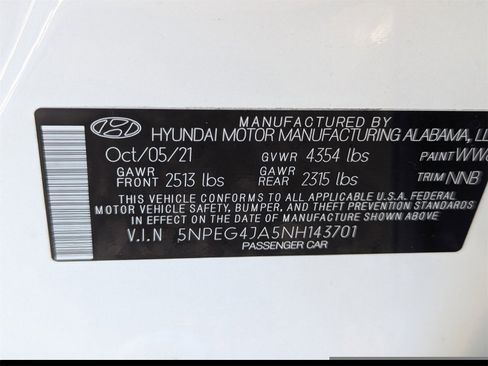 MANUFACTURED BY
HYUNDAI MOTOR MANUFACTURING ALABAMA, LL
Oct/05/21 GVWR 4354 lbs PAINT WW
GAWR FRONT 2513 lbs GAWR REAR 2315 lbs TRIM NNB
THIS VEHICLE CONFORMS TO ALL APPLICABLE U.S.A. FEDERAL
MOTOR VEHICLE SAFETY, BUMPER, AND THEFT PREVENTION STANDARDS
IN EFFECT ON THE DATE OF MANUFACTURE SHOWN ABOVE.
V.I.N 5NPEG4JA5NH143701
PASSENGER CAR